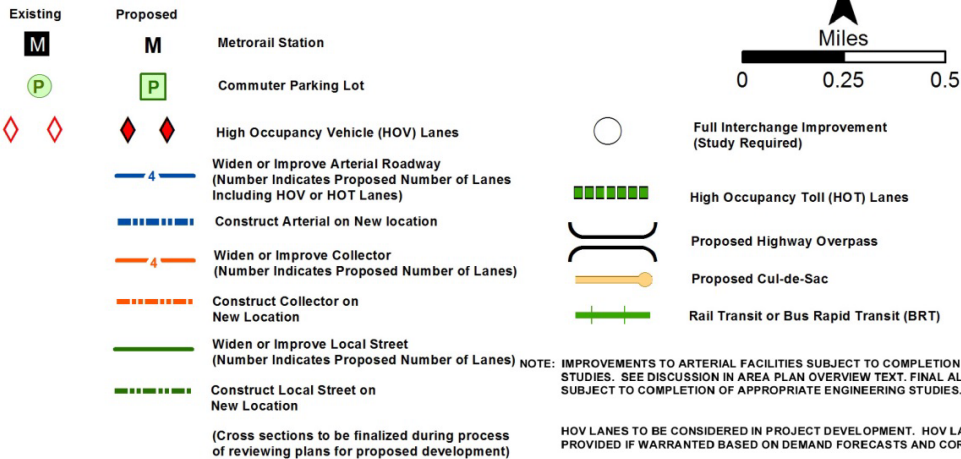 Existing Proposed
M M Metrorail Station
P P Commuter Parking Lot
High Occupancy Vehicle (HOV) Lanes
4 Widen or Improve Arterial Roadway
(Number Indicates Proposed Number of Lanes
Including HOV or HOT Lanes)
Construct Arterial on New location
4 Widen or Improve Collector
(Number Indicates Proposed Number of Lanes)
Construct Collector on
New Location
Widen or Improve Local Street
(Number Indicates Proposed Number of Lanes)
Construct Local Street on
New Location
(Cross sections to be finalized during process
of reviewing plans for proposed development)
Miles
0 0.25 0.5
Full Interchange Improvement
(Study Required)
High Occupancy Toll (HOT) Lanes
Proposed Highway Overpass
Proposed Cul-de-Sac
Rail Transit or Bus Rapid Transit (BRT)
NOTE: IMPROVEMENTS TO ARTERIAL FACILITIES SUBJECT TO COMPLETION
STUDIES. SEE DISCUSSION IN AREA PLAN OVERVIEW TEXT. FINAL AL
SUBJECT TO COMPLETION OF APPROPRIATE ENGINEERING STUDIES.
HOV LANES TO BE CONSIDERED IN PROJECT DEVELOPMENT. HOV LA
PROVIDED IF WARRANTED BASED ON DEMAND FORECASTS AND COR